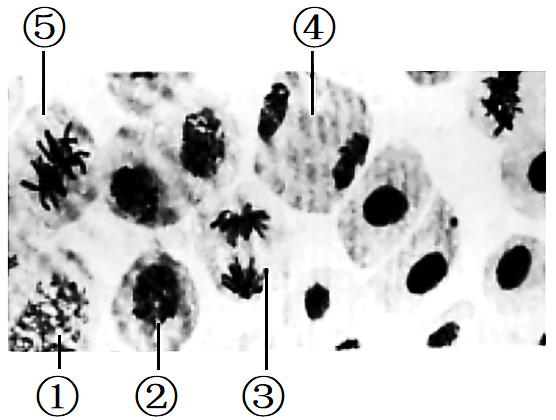 ⑤ ④
① ② ③